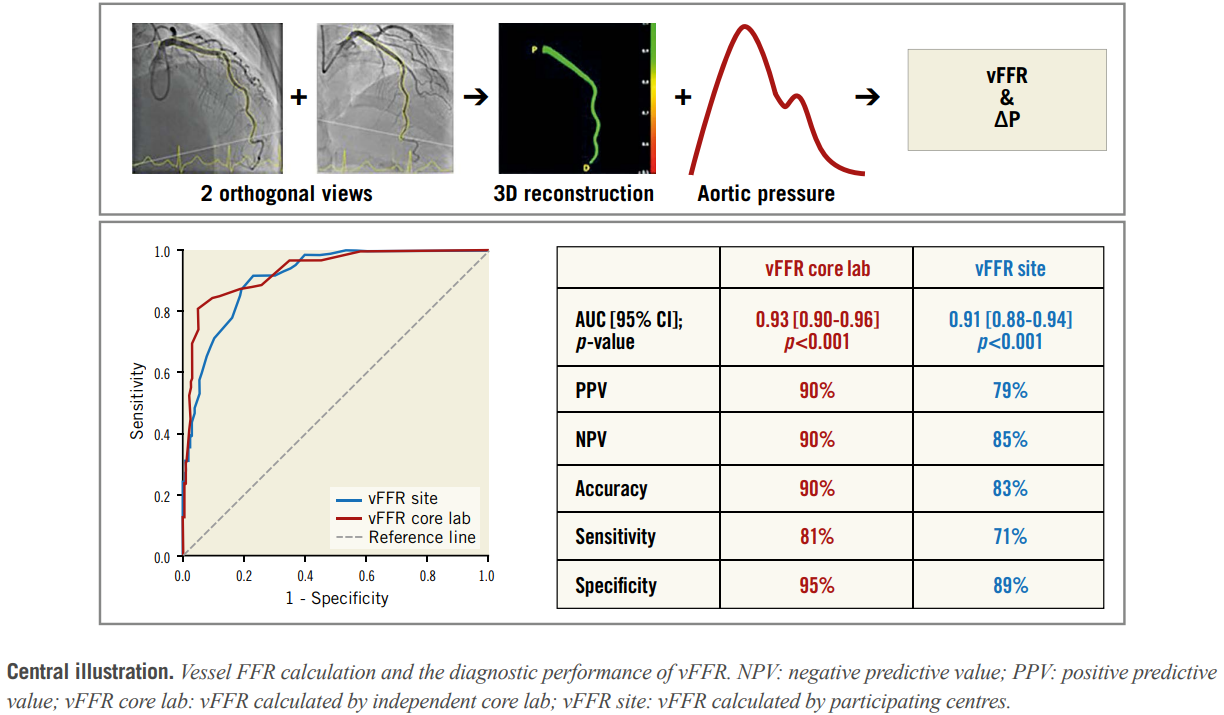 P
D
+
→
+
→
vFFR
&
ΔP
2 orthogonal views
3D reconstruction
Aortic pressure
Sensitivity
1.0
0.8
0.6
0.4
0.2
0.0
0.0 0.2 0.4 0.6 0.8 1.0
1 - Specificity
vFFR site
vFFR core lab
Reference line
vFFR core lab vFFR site
AUC [95% CI]; 0.93 [0.90-0.96] 0.91 [0.88-0.94]
p-value p<0.001 p<0.001
PPV 90% 79%
NPV 90% 85%
Accuracy 90% 83%
Sensitivity 81% 71%
Specificity 95% 89%
Central illustration. Vessel FFR calculation and the diagnostic performance of vFFR. NPV: negative predictive value; PPV: positive predictive
value; vFFR core lab: vFFR calculated by independent core lab; vFFR site: vFFR calculated by participating centres.